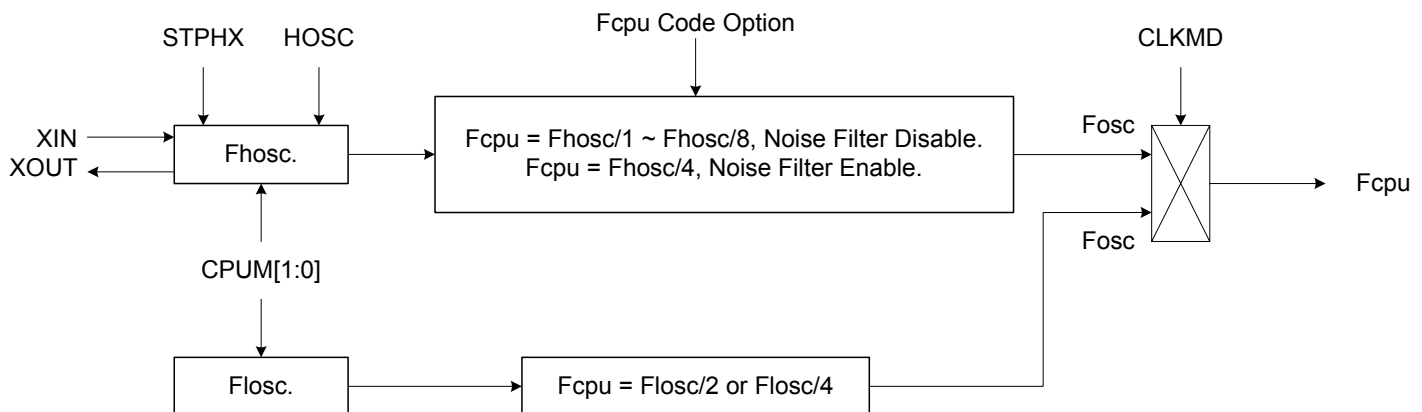 Fcpu Code Option
STPHX
HOSC
CLKMD
XIN
XOUT
Fhosc.
Fcpu = Fhosc/1 ~ Fhosc/8, Noise Filter Disable.
Fcpu = Fhosc/4, Noise Filter Enable.
Fosc
Fcpu
Fosc
CPUM[1:0]
Flosc.
Fcpu = Flosc/2 or Flosc/4